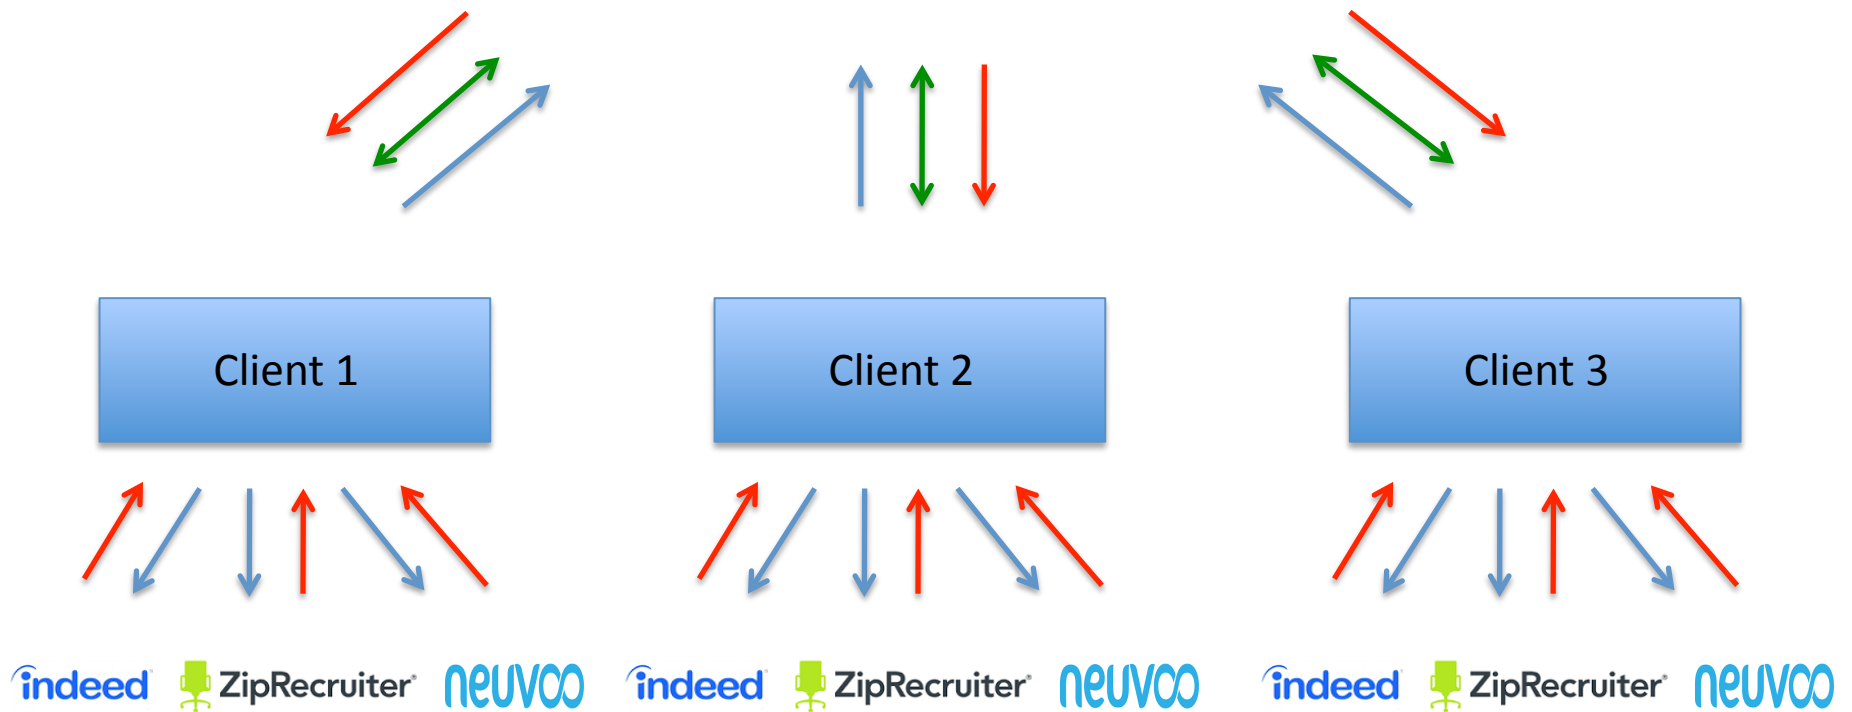 Client 1
Client 2
Client 3
indeed ZipRecruiter neuvoo indeed ZipRecruiter neuvoo indeed ZipRecruiter neuvoo